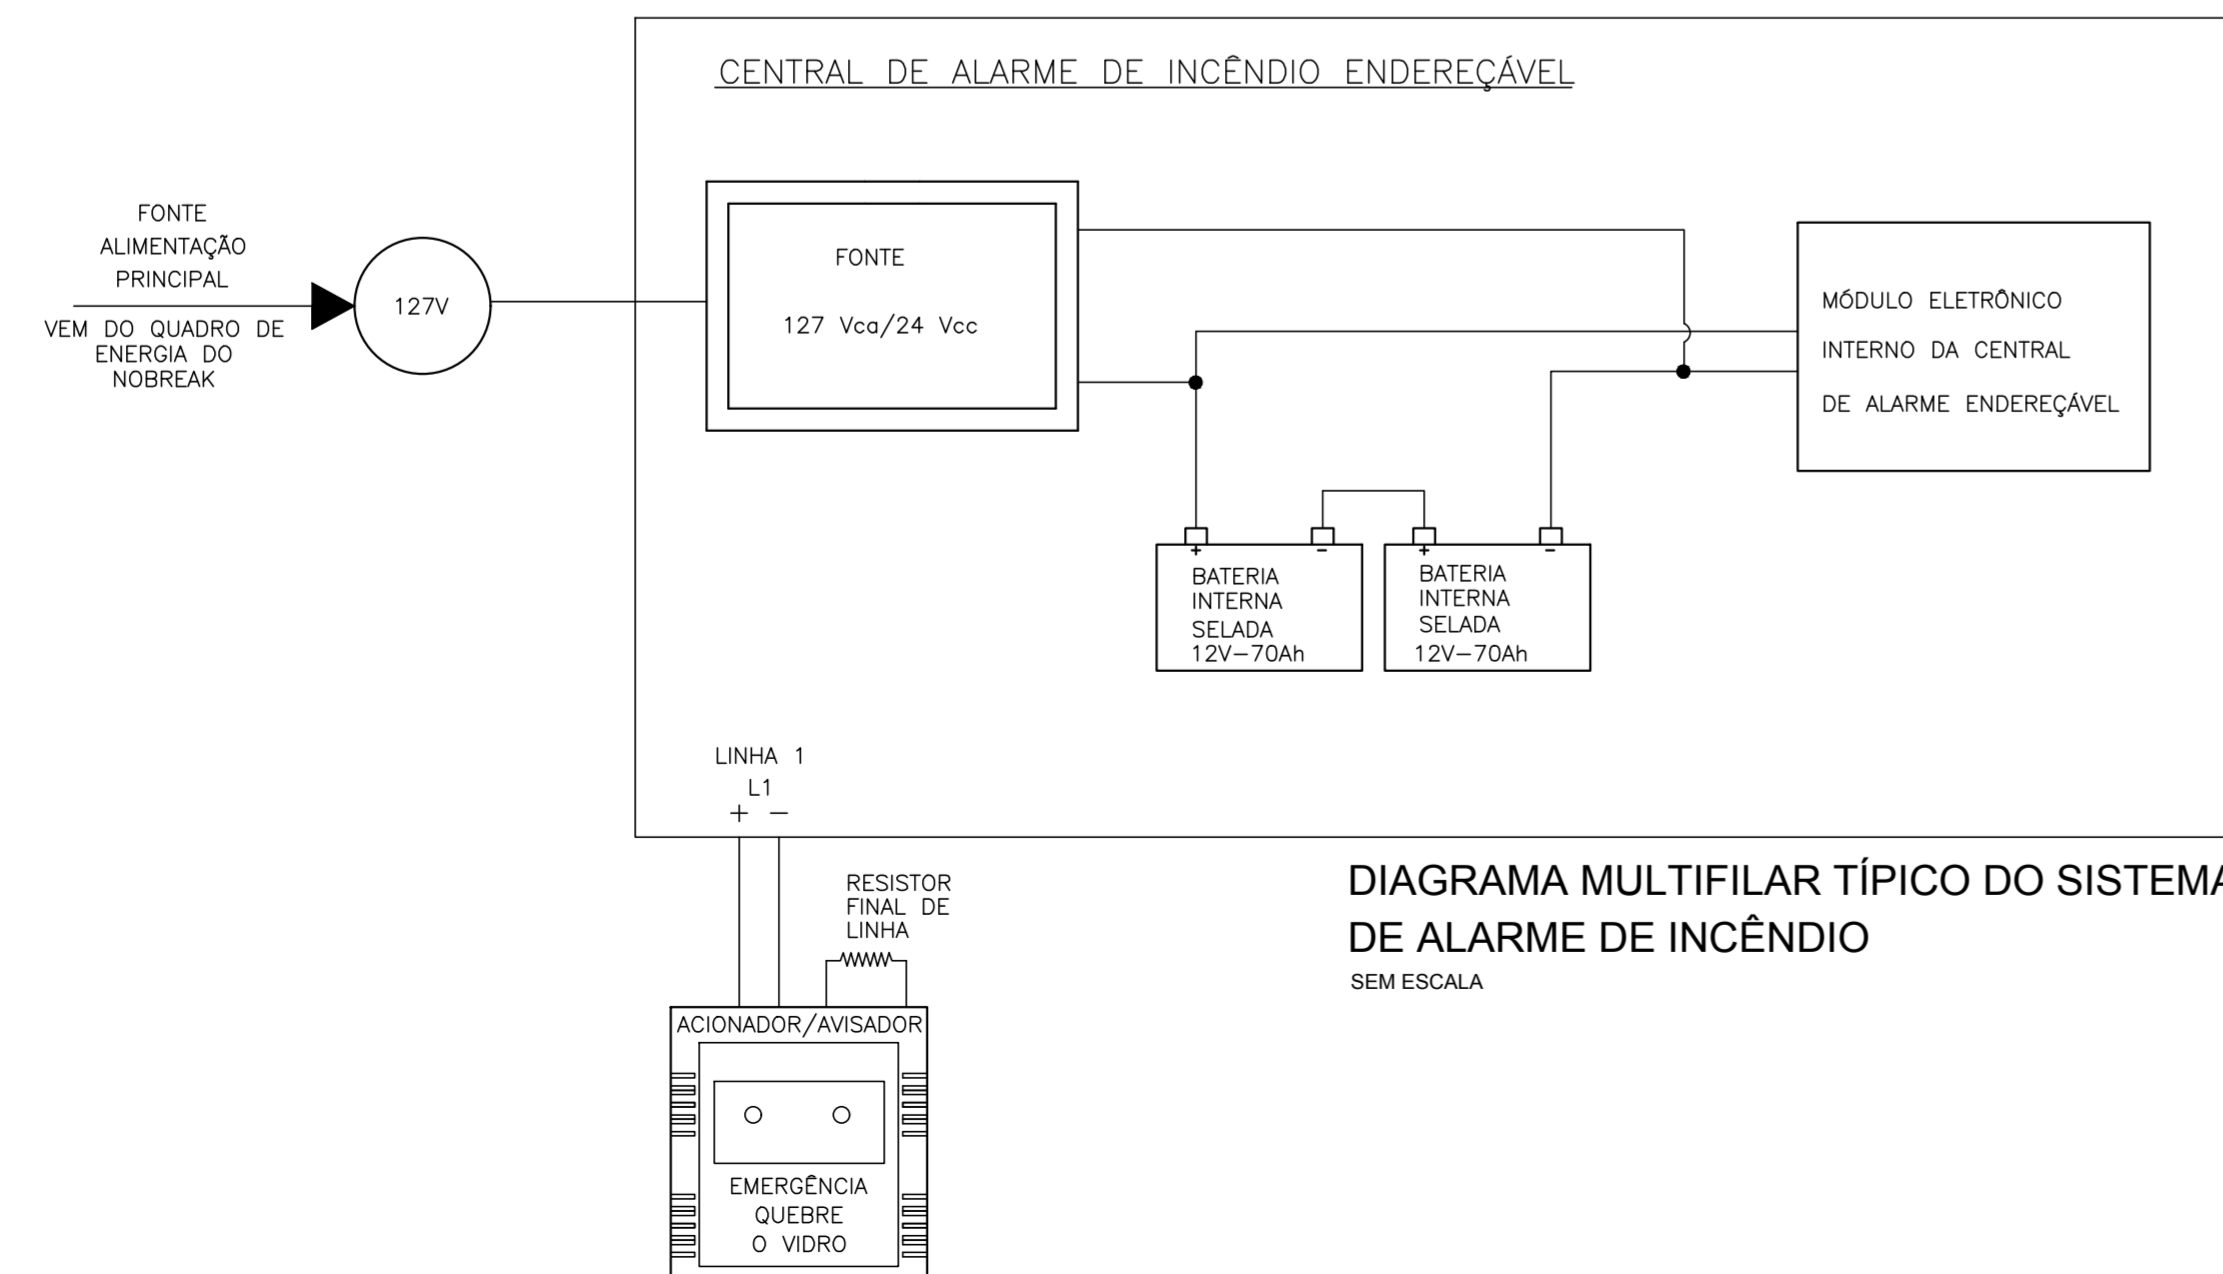 CENTRAL DE ALARME DE INCÊNDIO ENDEREÇÁVEL
FONTE
ALIMENTAÇÃO
PRINCIPAL
VEM DO QUADRO DE
ENERGIA DO
NOBREAK
127V
FONTE
127 Vca/24 Vcc
MÓDULO ELETRÔNICO
INTERNO DA CENTRAL
DE ALARME ENDEREÇÁVEL
+ -
BATERIA
INTERNA
SELADA
12V-70Ah
+ -
BATERIA
INTERNA
SELADA
12V-70Ah
LINHA 1
L1
+ -
RESISTOR
FINAL DE
LINHA
ACIONADOR/AVISADOR
EMERGÊNCIA
QUEBRE
O VIDRO
DIAGRAMA MULTIFILAR TÍPICO DO SISTEMA
DE ALARME DE INCÊNDIO
SEM ESCALA